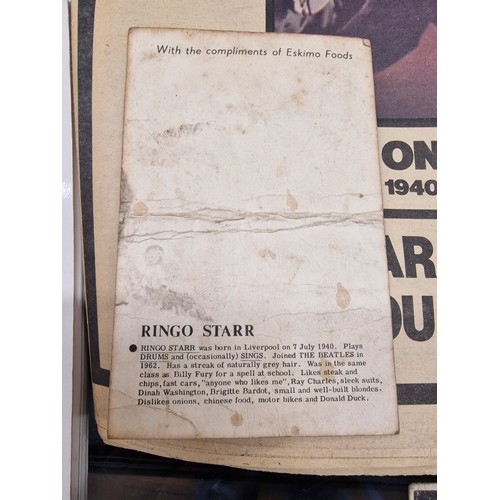 With the compliments of Eskimo Foods
ON
1940
AR
OU
RINGO STARR
● RINGO STARR was born in Liverpool on 7 July 1940. Plays
DRUMS and (occasionally) SINGS. Joined THE BEATLES in
1962. Has a streak of naturally grey hair. Was in the same
class as Billy Fury for a spell at school. Likes steak and
chips, fast cars, "anyone who likes me", Ray Charles, sleek suits,
Dinah Washington, Brigitte Bardot, small and well-built blondes.
Dislikes onions, chinese food, motor bikes and Donald Duck.